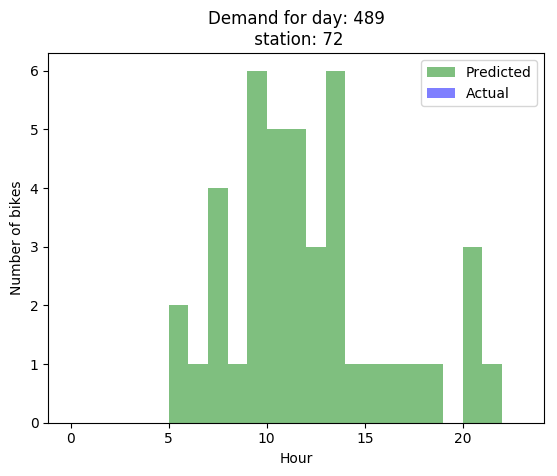 Demand for day: 489
station: 72
Predicted
Actual
Number of bikes
6
5
4
3
2
1
0
0
5
10
15
20
Hour